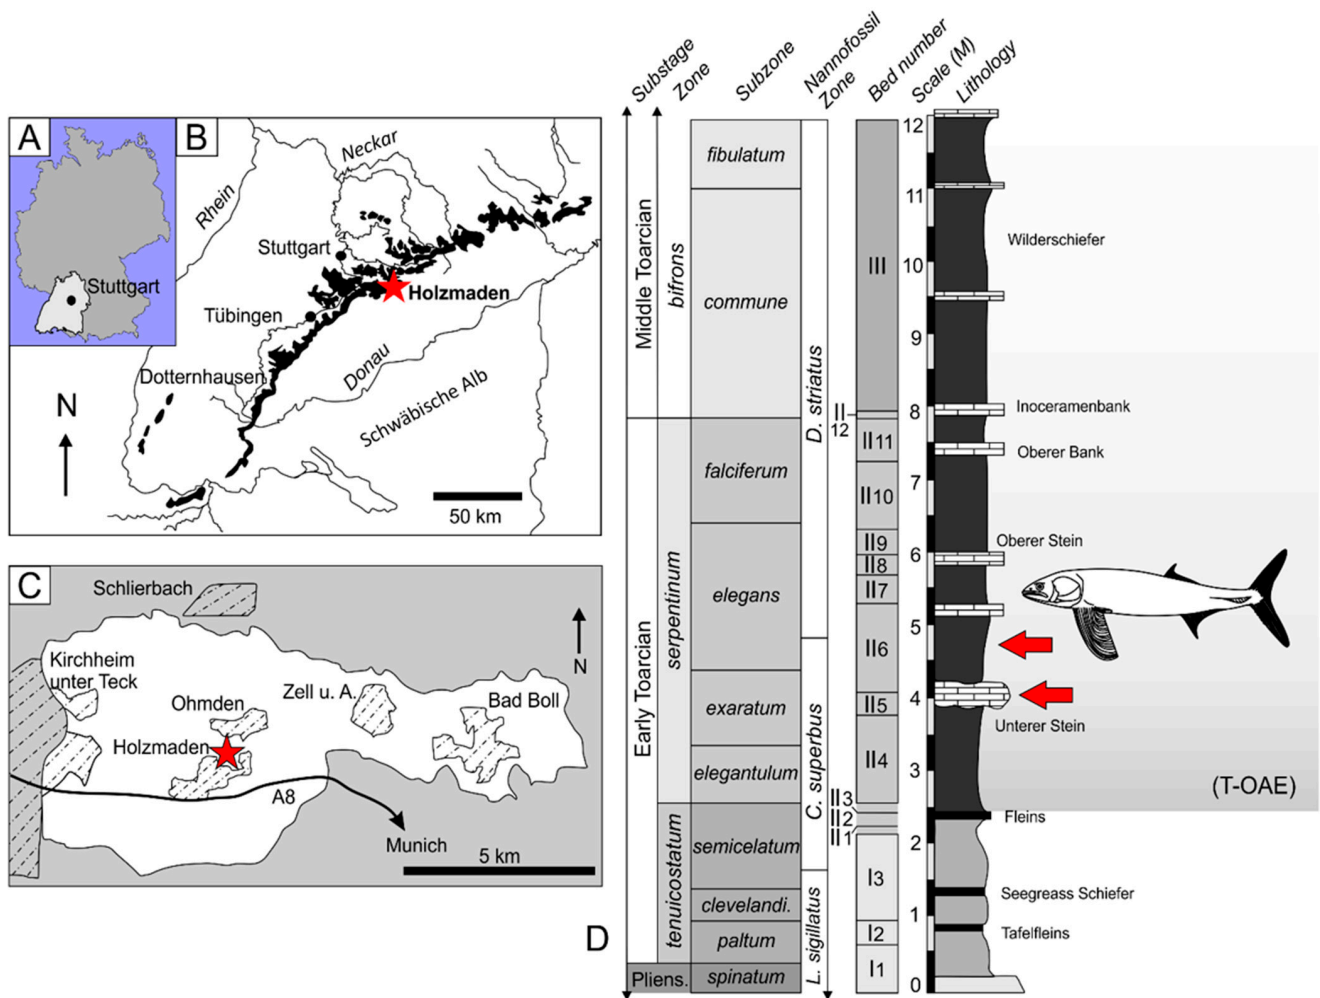 A
Stuttgart
B
Neckar
Rhein
Stuttgart
Holzmaden
Tübingen
Donau
Dotternhausen
Schwäbische Alb
N
50 km
C
Schlierbach
N
Kirchheim
unter Teck
Ohmden
Zell u. A.
Bad Boll
Holzmaden
A8
Munich
5 km
D
Substage
Zone
Subzone
Nannofossil
Zone
Bed number
Scale (M)
Lithology
Middle Toarcian
Early Toarcian
Pliens.
bifrons
serpentinum
tenuicostatum
fibulatum
commune
falciferum
elegans
exaratum
elegantulum
semicelatum
clevelandi.
paltum
spinatum
D. striatus
C. superbus
L. sigillatus
III
II
12
II11
II10
II9
II8
II7
II6
II5
II4
II3
II2
II1
I3
I2
I1
12
11
10
9
8
7
6
5
4
3
2
1
0
Wilderschiefer
Inoceramenbank
Oberer Bank
Oberer Stein
Unterer Stein
(T-OAE)
Fleins
Seegreass Schiefer
Tafelfleins